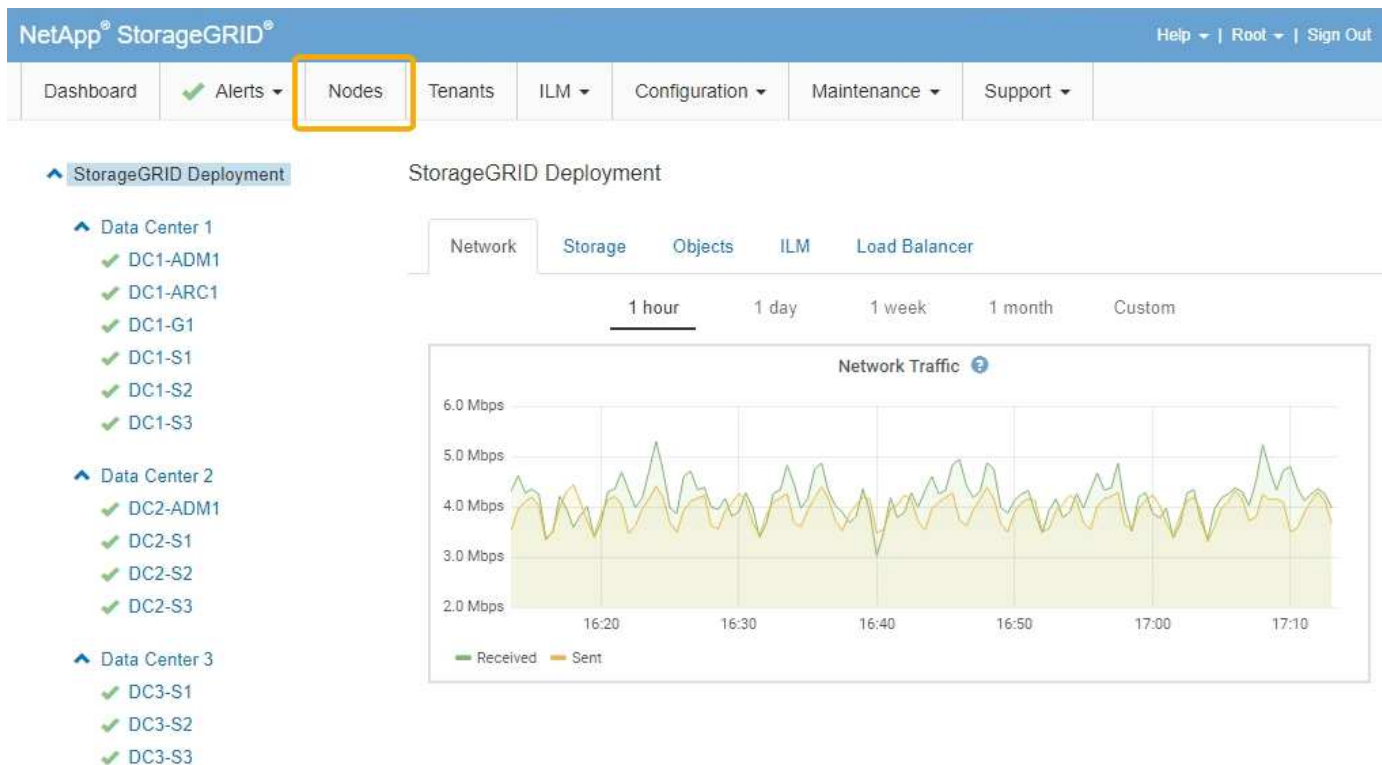 NetApp® StorageGRID®
Help | Root | Sign Out
Dashboard Alerts Nodes Tenants ILM Configuration Maintenance Support
StorageGRID Deployment
Data Center 1
DC1-ADM1
DC1-ARC1
DC1-G1
DC1-S1
DC1-S2
DC1-S3
Data Center 2
DC2-ADM1
DC2-S1
DC2-S2
DC2-S3
Data Center 3
DC3-S1
DC3-S2
DC3-S3
StorageGRID Deployment
Network Storage Objects ILM Load Balancer
1 hour 1 day 1 week 1 month Custom
Network Traffic ?
6.0 Mbps
5.0 Mbps
4.0 Mbps
3.0 Mbps
2.0 Mbps
16:20 16:30 16:40 16:50 17:00 17:10
Received Sent